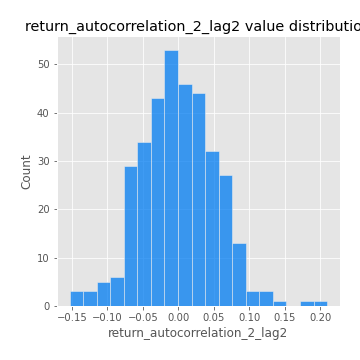 return_autocorrelation_2_lag2 value distributio
50
40
30
20
10
0
Count
−0.15 −0.10 −0.05 0.00 0.05 0.10 0.15 0.20
return_autocorrelation_2_lag2